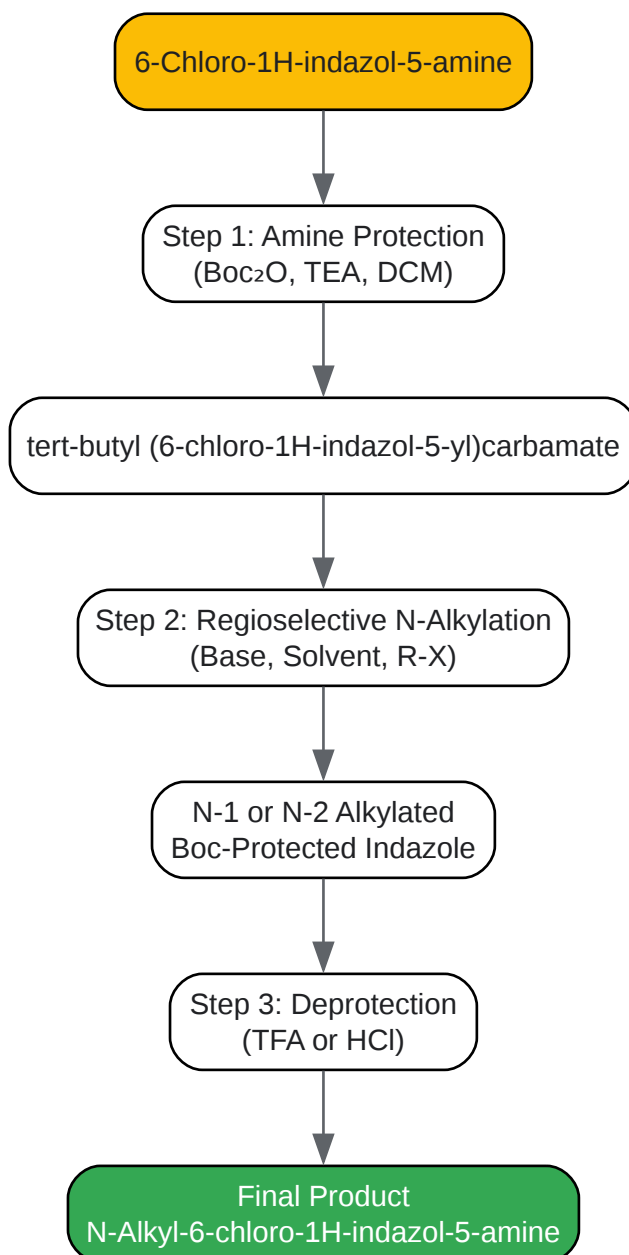 6-Chloro-1H-indazol-5-amine
Step 1: Amine Protection
(Boc₂O, TEA, DCM)
tert-butyl (6-chloro-1H-indazol-5-yl)carbamate
Step 2: Regioselective N-Alkylation
(Base, Solvent, R-X)
N-1 or N-2 Alkylated
Boc-Protected Indazole
Step 3: Deprotection
(TFA or HCl)
Final Product
N-Alkyl-6-chloro-1H-indazol-5-amine